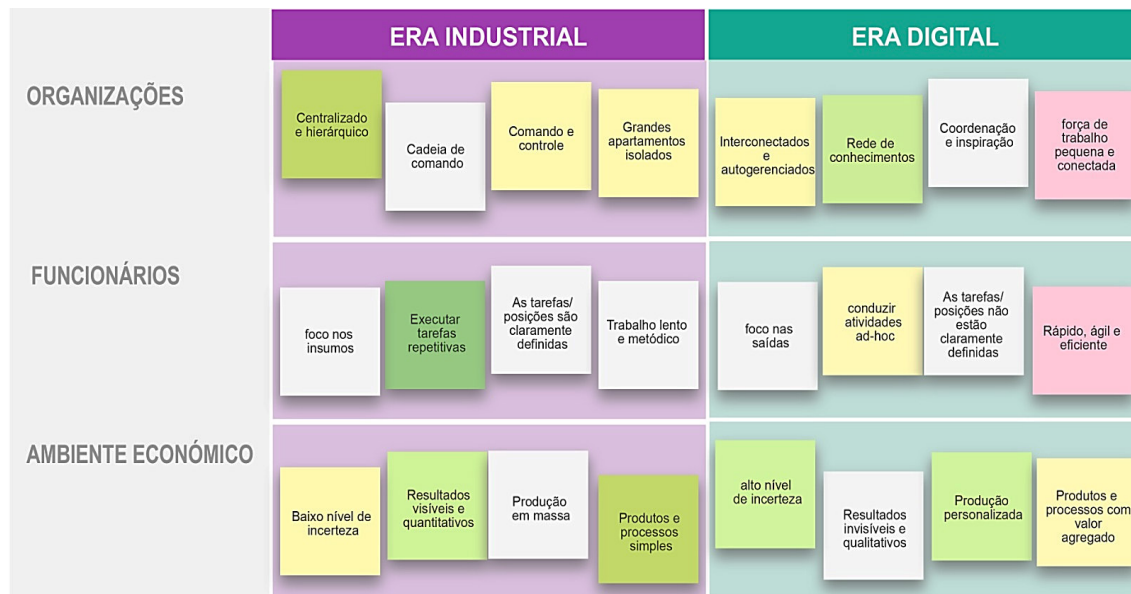 ERA INDUSTRIAL
ERA DIGITAL
ORGANIZAÇÕES
Centralizado
e hierárquico
Cadeia de
comando
Comando e
controle
Grandes
apartamentos
isolados
Interconectados
e
autogerenciados
Rede de
conhecimentos
Coordenação
e inspiração
força de
trabalho
pequena e
conectada
FUNCIONÁRIOS
foco nos
insumos
Executar
tarefas
repetitivas
As tarefas/
posições são
claramente
definidas
Trabalho lento
e metódico
foco nas
saídas
conduzir
atividades
ad-hoc
As tarefas/
posições não
estão
claramente
definidas
Rápido, ágil e
eficiente
AMBIENTE ECONÓMICO
Baixo nível de
incerteza
Resultados
visíveis e
quantitativos
Produção
em massa
Produtos e
processos
simples
alto nível
de incerteza
Resultados
invisíveis e
qualitativos
Produção
personalizada
Produtos e
processos com
valor
agregado